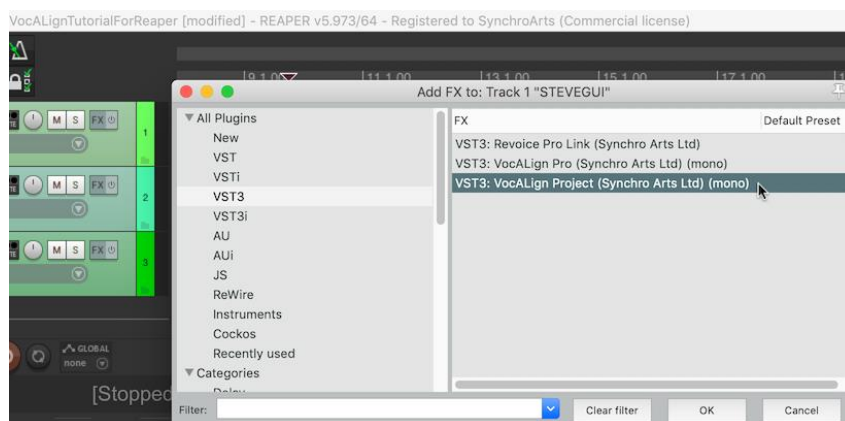 VocALignTutorialForReaper [modified] - REAPER v5.973/64 - Registered to SynchroArts (Commercial license)
9.1.00
11.1.00
13.1.00
15.1.00
17.1.00
Add FX to: Track 1 "STEVEGUI"
M S FX
1
M S FX
2
M S FX
3
All Plugins
New
VST
VSTi
VST3
VST3i
AU
AUi
JS
ReWire
Instruments
Cockos
Recently used
Categories
FX Default Preset
VST3: Revoice Pro Link (Synchro Arts Ltd)
VST3: VocALign Pro (Synchro Arts Ltd) (mono)
VST3: VocALign Project (Synchro Arts Ltd) (mono)
GLOBAL
none
[Stopped
Filter:
Clear filter
OK
Cancel